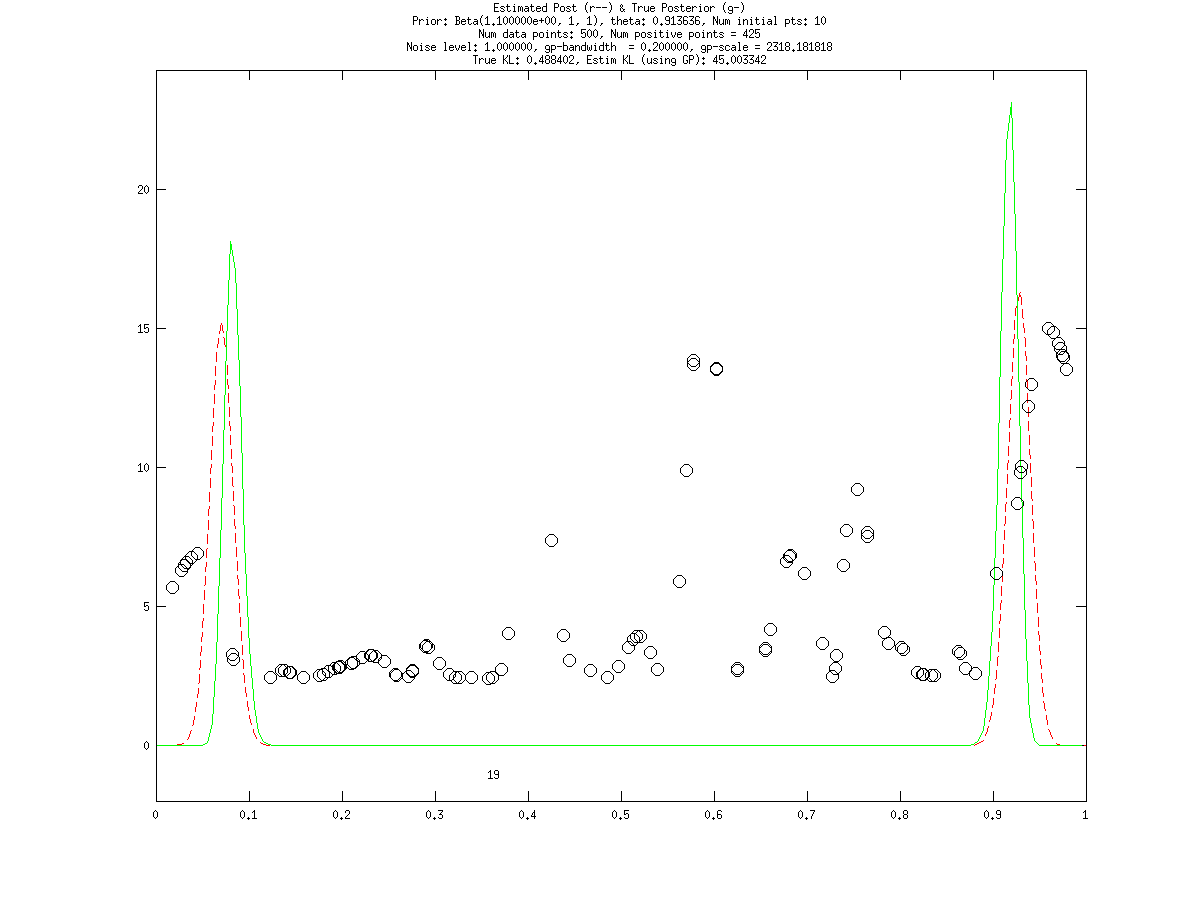 Estimated Post (r--) & True Posterior (g-)
Prior: Beta(1.100000e+00, 1, 1), theta: 0.913636, Num initial pts: 10
Num data points: 500, Num positive points = 425
Noise level: 1.000000, gp-bandwidth  = 0.200000, gp-scale = 2318.181818
True KL: 0.488402, Estim KL (using GP): 45.003342
20
15
10
5
0
19
0 0.1 0.2 0.3 0.4 0.5 0.6 0.7 0.8 0.9 1